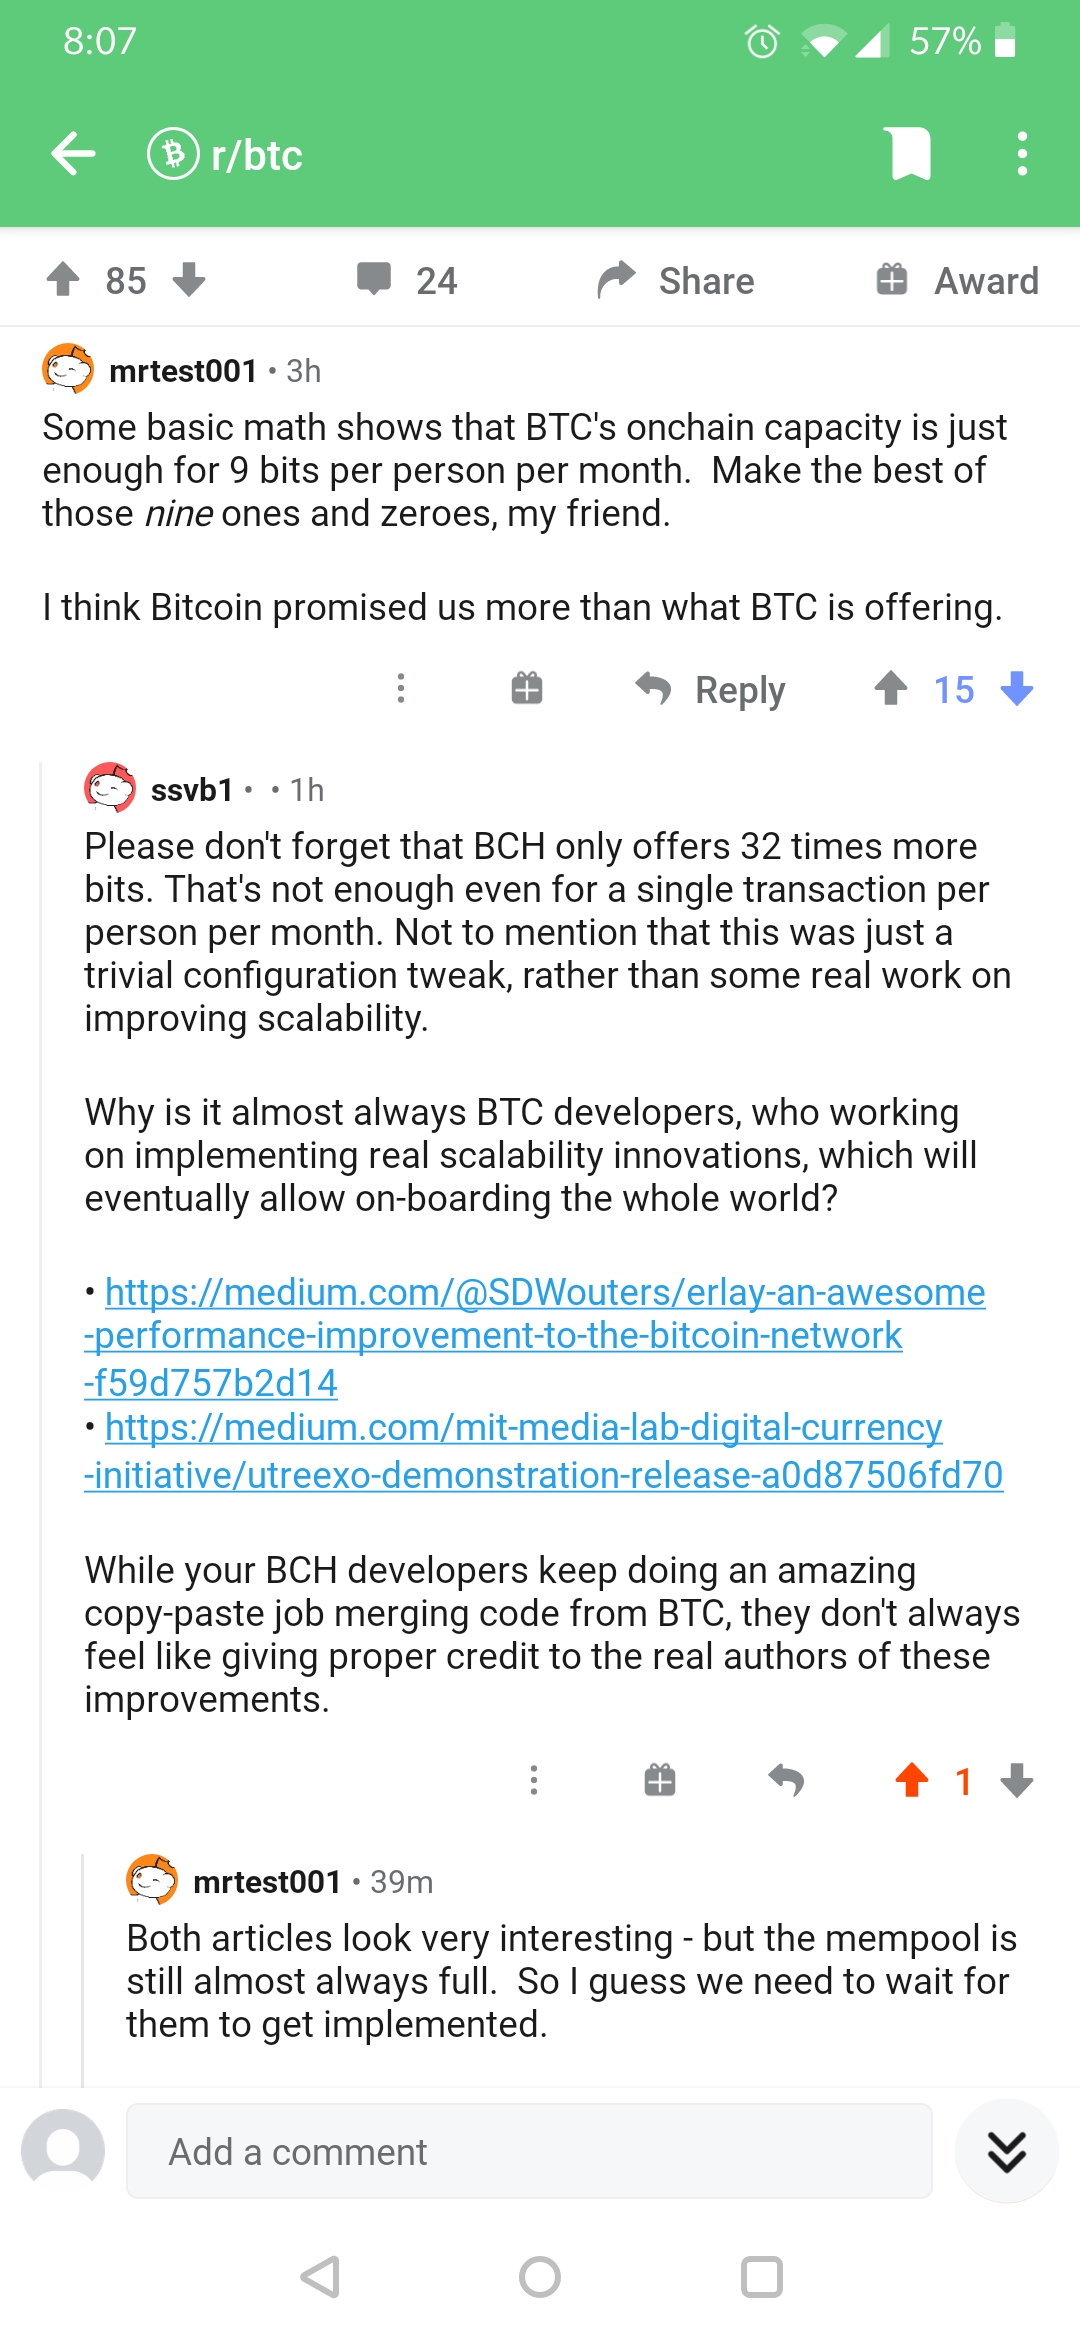 8:07
57%
r/btc
85
24
Share
Award
mrtest001 • 3h
Some basic math shows that BTC's onchain capacity is just
enough for 9 bits per person per month.  Make the best of
those nine ones and zeroes, my friend.
I think Bitcoin promised us more than what BTC is offering.
Reply
15
ssvb1 •  • 1h
Please don't forget that BCH only offers 32 times more
bits. That's not enough even for a single transaction per
person per month. Not to mention that this was just a
trivial configuration tweak, rather than some real work on
improving scalability.
Why is it almost always BTC developers, who working
on implementing real scalability innovations, which will
eventually allow on-boarding the whole world?
• https://medium.com/@SDWouters/erlay-an-awesome
-performance-improvement-to-the-bitcoin-network
-f59d757b2d14
• https://medium.com/mit-media-lab-digital-currency
-initiative/utreexo-demonstration-release-a0d87506fd70
While your BCH developers keep doing an amazing
copy-paste job merging code from BTC, they don't always
feel like giving proper credit to the real authors of these
improvements.
1
mrtest001 • 39m
Both articles look very interesting - but the mempool is
still almost always full.  So I guess we need to wait for
them to get implemented.
Add a comment